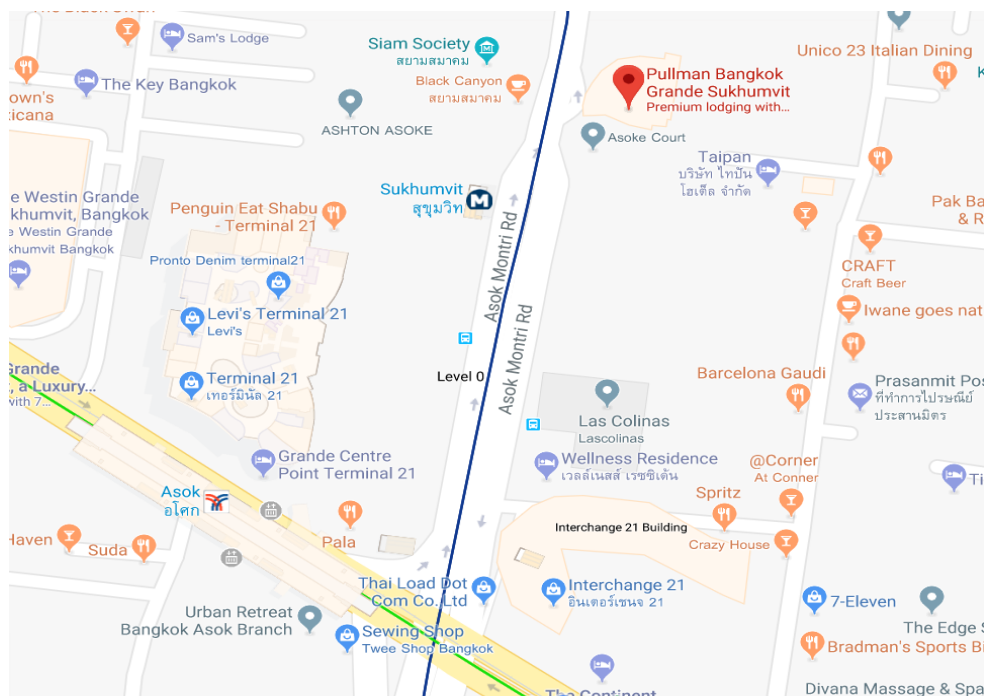 Sam's Lodge
Siam Society
สยามสมาคม
Black Canyon
สยามสมาคม
Pullman Bangkok
Grande Sukhumvit
Premium lodging with...
Unico 23 Italian Dining
The Key Bangkok
own's
xicana
ASHTON ASOKE
Asoke Court
Taipan
บริษัท ไทปัน
โฮเต็ล จำกัด
Sukhumvit
สุขุมวิท
M
e Westin Grande
khumvit, Bangkok
e Westin Grande
khumvit Bangkok
Penguin Eat Shabu
- Terminal 21
Pak Ba
& R
Pronto Denim terminal21
Asok Montri Rd
CRAFT
Craft Beer
Levi's Terminal 21
Levi's
Iwane goes nat
Asok Montri Rd
Grande
, a Luxury...
with 7...
Terminal 21
เทอร์มินัล 21
Level 0
Barcelona Gaudi
Prasanmit Pos
ที่ทำการไปรษณีย์
ประสานมิตร
Las Colinas
Lascolinas
Grande Centre
Point Terminal 21
Wellness Residence
เวลล์เนสส์ เรซซิเด้น
@Corner
At Conner
Ti
Asok
อโศก
Spritz
Interchange 21 Building
Haven
Suda
Pala
Crazy House
Thai Load Dot
Com Co.,Ltd
Interchange 21
อินเตอร์เชนจ 21
7-Eleven
Urban Retreat
Bangkok Asok Branch
Sewing Shop
Twee Shop Bangkok
The Edge S
Bradman's Sports Bi
The Continent
Divana Massage & Spa